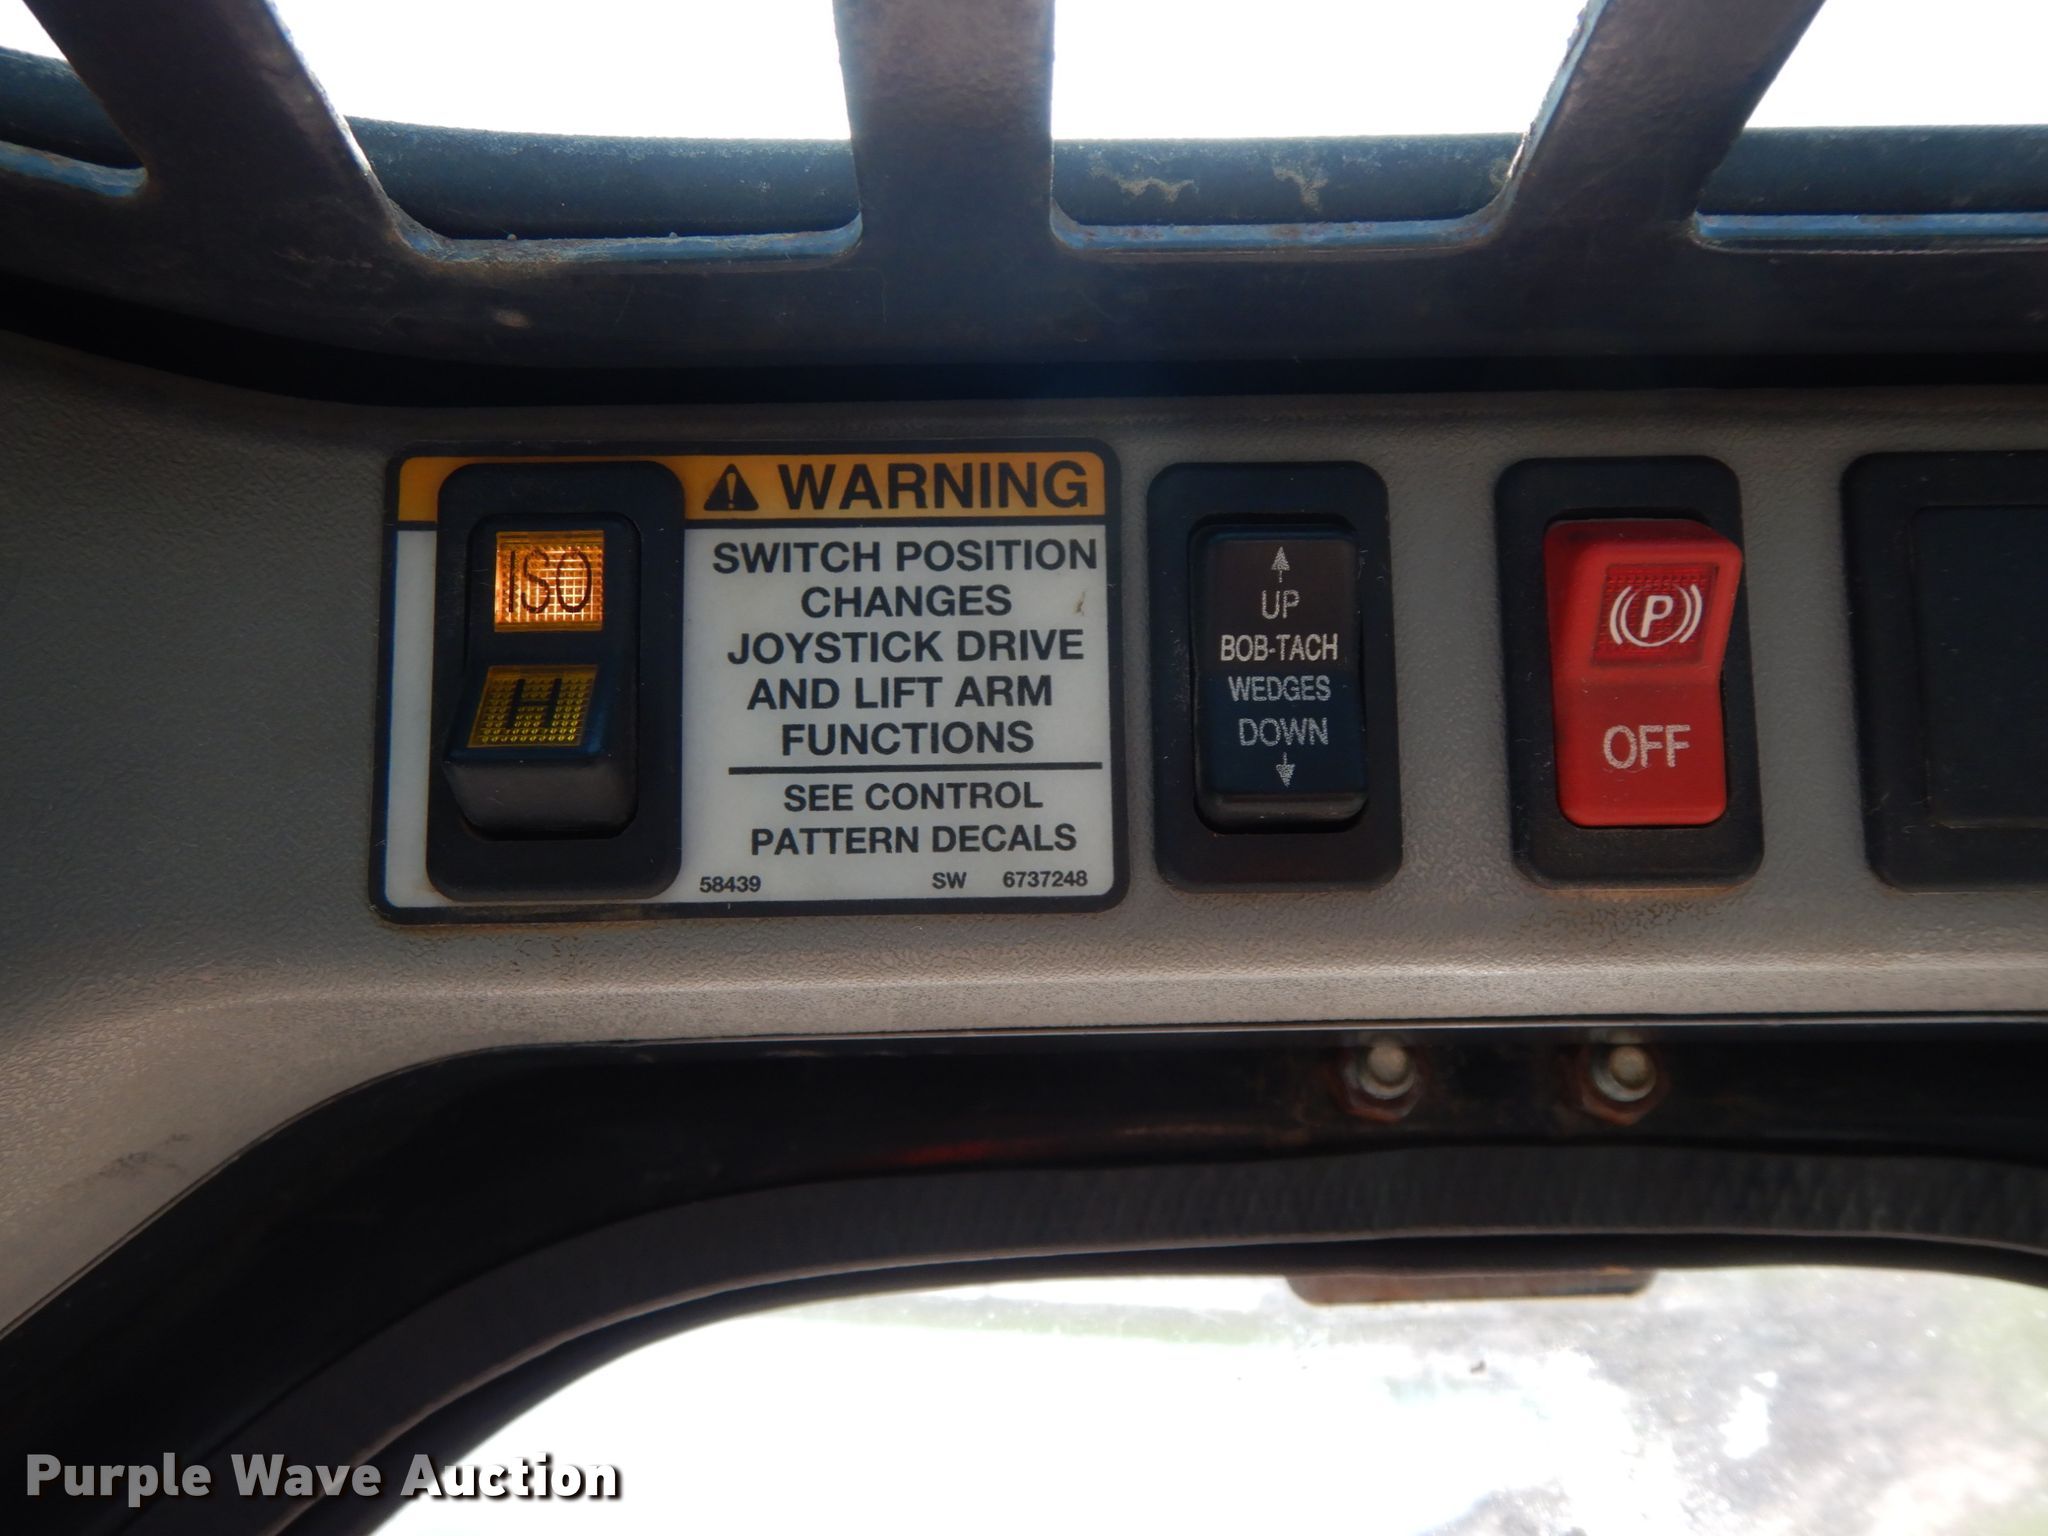 ISO
H
WARNING
SWITCH POSITION
CHANGES
JOYSTICK DRIVE
AND LIFT ARM
FUNCTIONS
SEE CONTROL
PATTERN DECALS
58439 SW 6737248
UP
BOB-TACH
WEDGES
DOWN
P
OFF
Purple Wave Auction